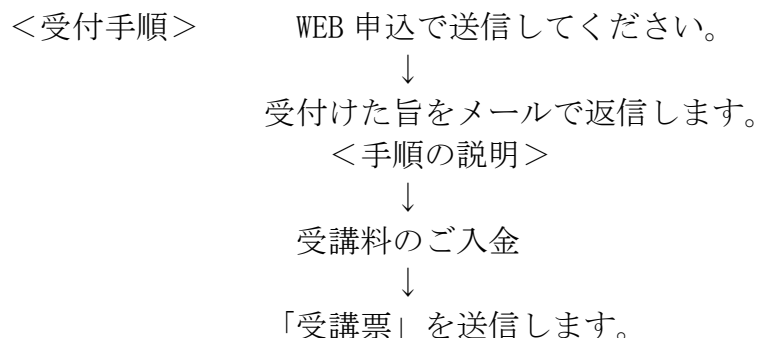 ＜受付手順＞　　WEB 申込で送信してください。
↓
受付けた旨をメールで返信します。
＜手順の説明＞
↓
受講料のご入金
↓
「受講票」を送信します。